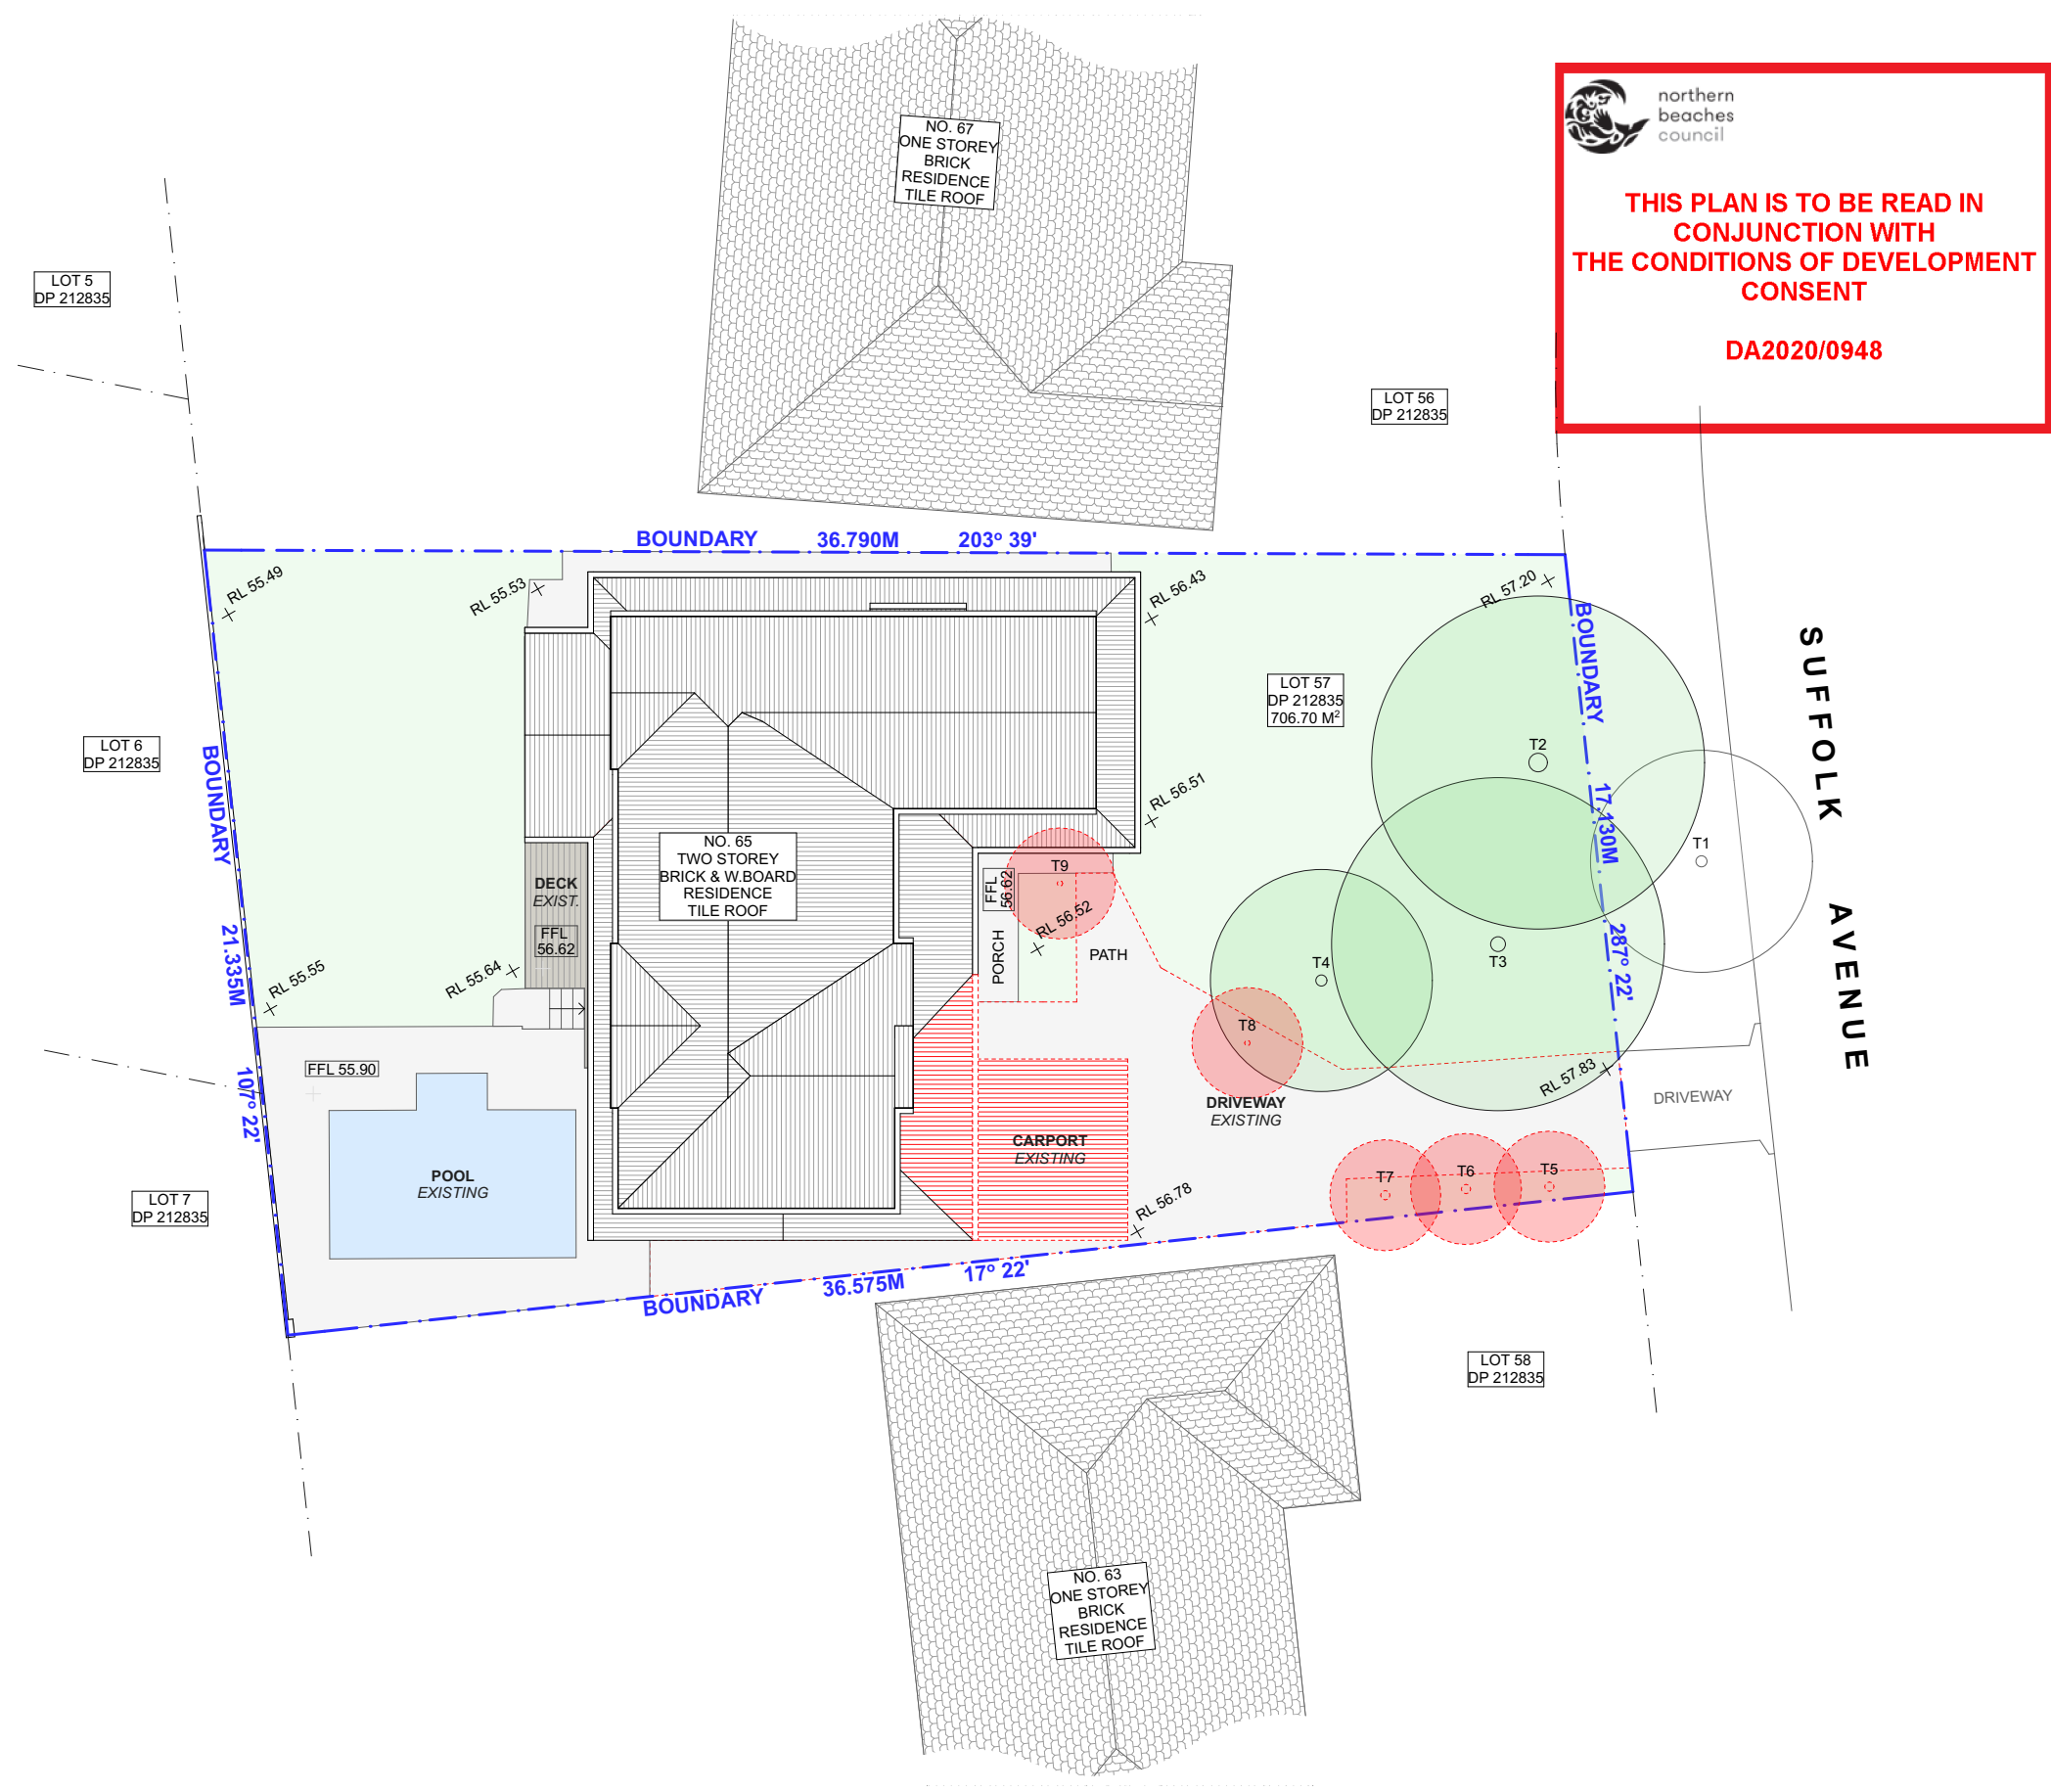 northern
beaches
council
THIS PLAN IS TO BE READ IN
CONJUNCTION WITH
THE CONDITIONS OF DEVELOPMENT
CONSENT
DA2020/0948
NO. 67
ONE STOREY
BRICK
RESIDENCE
TILE ROOF
LOT 5
DP 212835
LOT 56
DP 212835
BOUNDARY 36.790M 203º 39'
RL 55.49
RL 55.53
RL 56.43
RL 57.20
BOUNDARY 17.130M 287º 22'
SUFFOLK AVENUE
LOT 57
DP 212835
706.70 M²
LOT 6
DP 212835
BOUNDARY 21.335M 107º 22'
T2
RL 56.51
T1
NO. 65
TWO STOREY
BRICK & W.BOARD
RESIDENCE
TILE ROOF
T9
DECK
EXIST.
FFL
56.62
FFL
56.62
RL 56.52
PORCH
PATH
T4
T3
RL 55.55
RL 55.64
T8
FFL 55.90
RL 57.83
DRIVEWAY
DRIVEWAY
EXISTING
CARPORT
EXISTING
POOL
EXISTING
T7
T6
T5
LOT 7
DP 212835
RL 56.78
BOUNDARY 36.575M 17º 22'
LOT 58
DP 212835
NO. 63
ONE STOREY
BRICK
RESIDENCE
TILE ROOF